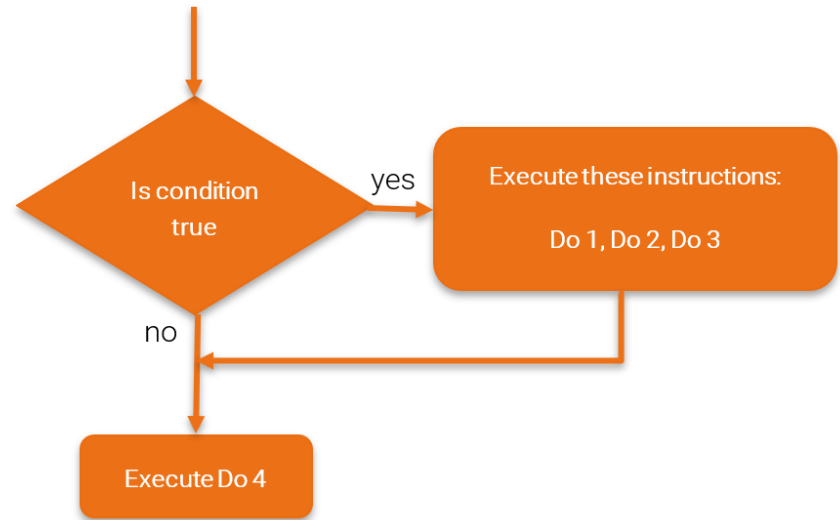 Is condition
true
yes
Execute these instructions:
Do 1, Do 2, Do 3
no
Execute Do 4